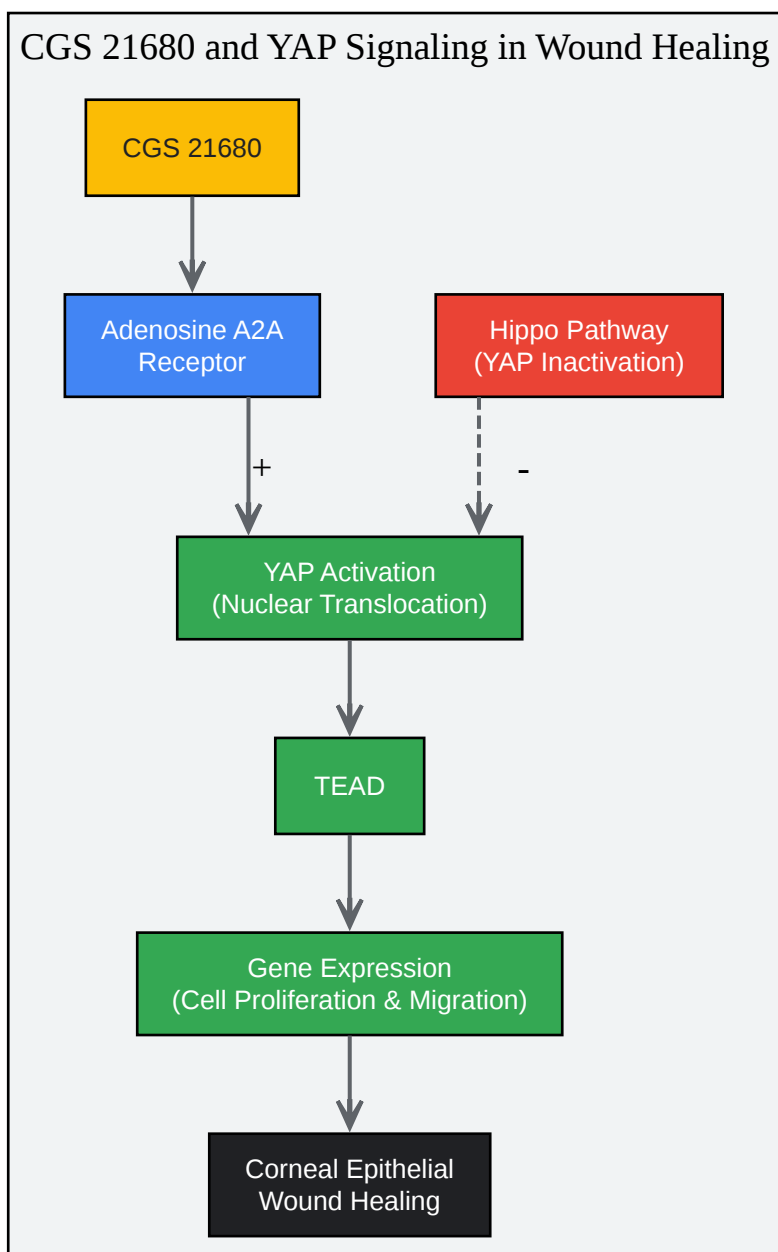 CGS 21680 and YAP Signaling in Wound Healing
CGS 21680
Adenosine A2A
Receptor
Hippo Pathway
(YAP Inactivation)
+
-
YAP Activation
(Nuclear Translocation)
TEAD
Gene Expression
(Cell Proliferation & Migration)
Corneal Epithelial
Wound Healing